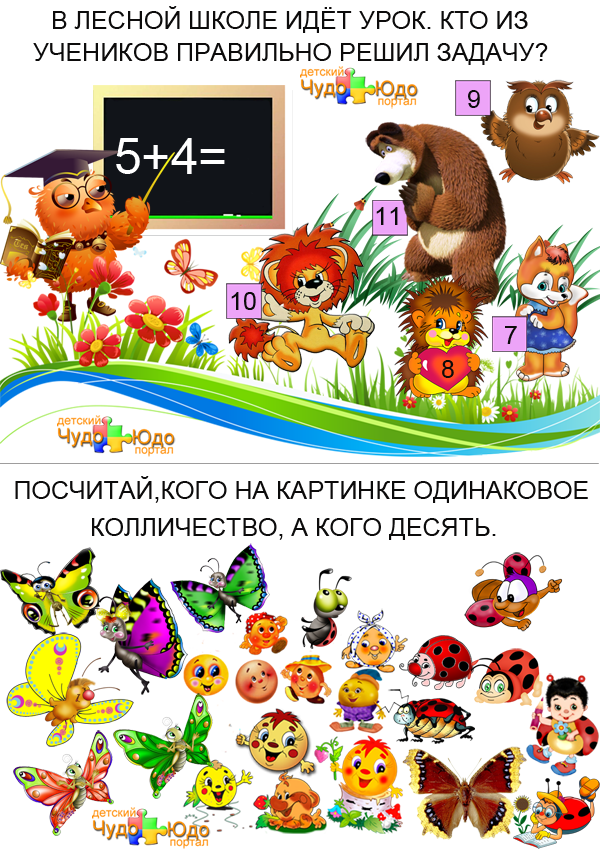 В ЛЕСНОЙ ШКОЛЕ ИДЁТ УРОК. КТО ИЗ
УЧЕНИКОВ ПРАВИЛЬНО РЕШИЛ ЗАДАЧУ?
детский
Чудо Юдо
портал
9
5+4=
11
10
7
8
детский
Чудо Юдо
портал
ПОСЧИТАЙ,КОГО НА КАРТИНКЕ ОДИНАКОВОЕ
КОЛЛИЧЕСТВО, А КОГО ДЕСЯТЬ.
детский
Чудо Юдо
портал